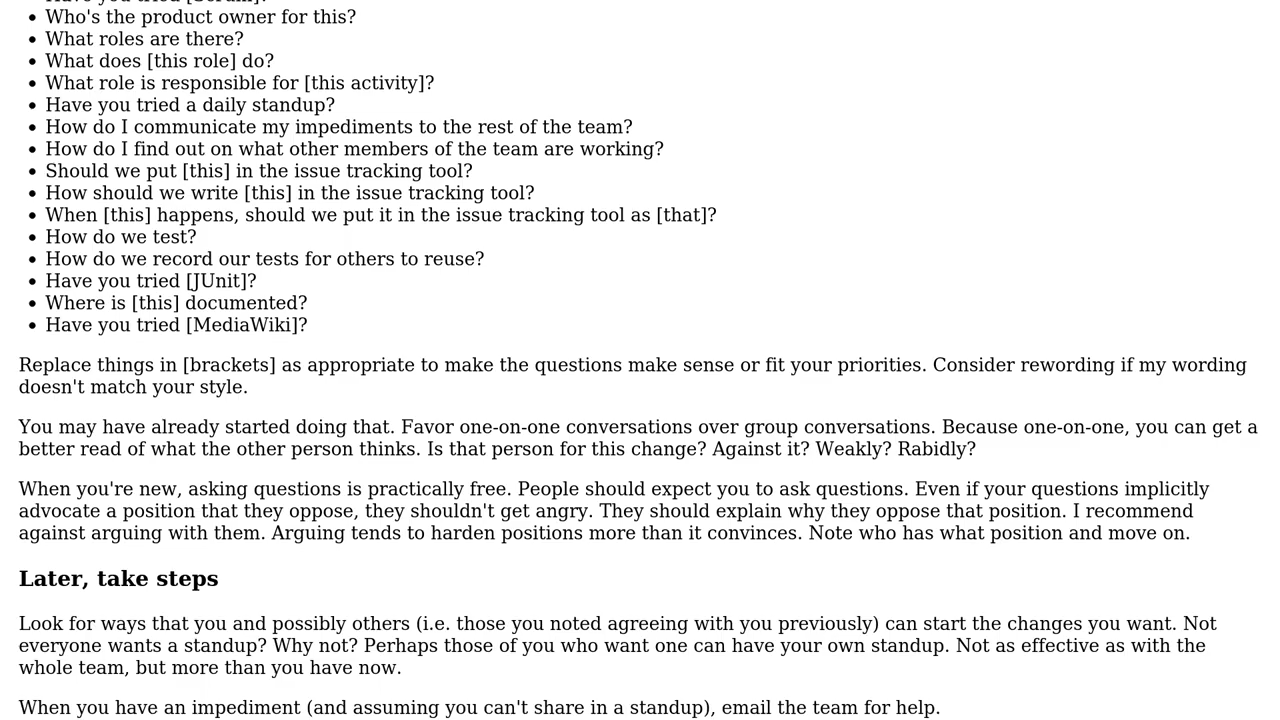 Who's the product owner for this?
What roles are there?
What does [this role] do?
What role is responsible for [this activity]?
Have you tried a daily standup?
How do I communicate my impediments to the rest of the team?
How do I find out on what other members of the team are working?
Should we put [this] in the issue tracking tool?
How should we write [this] in the issue tracking tool?
When [this] happens, should we put it in the issue tracking tool as [that]?
How do we test?
How do we record our tests for others to reuse?
Have you tried [JUnit]?
Where is [this] documented?
Have you tried [MediaWiki]?
Replace things in [brackets] as appropriate to make the questions make sense or fit your priorities. Consider rewording if my wording
doesn't match your style.
You may have already started doing that. Favor one-on-one conversations over group conversations. Because one-on-one, you can get a
better read of what the other person thinks. Is that person for this change? Against it? Weakly? Rabidly?
When you're new, asking questions is practically free. People should expect you to ask questions. Even if your questions implicitly
advocate a position that they oppose, they shouldn't get angry. They should explain why they oppose that position. I recommend
against arguing with them. Arguing tends to harden positions more than it convinces. Note who has what position and move on.
Later, take steps
Look for ways that you and possibly others (i.e. those you noted agreeing with you previously) can start the changes you want. Not
everyone wants a standup? Why not? Perhaps those of you who want one can have your own standup. Not as effective as with the
whole team, but more than you have now.
When you have an impediment (and assuming you can't share in a standup), email the team for help.